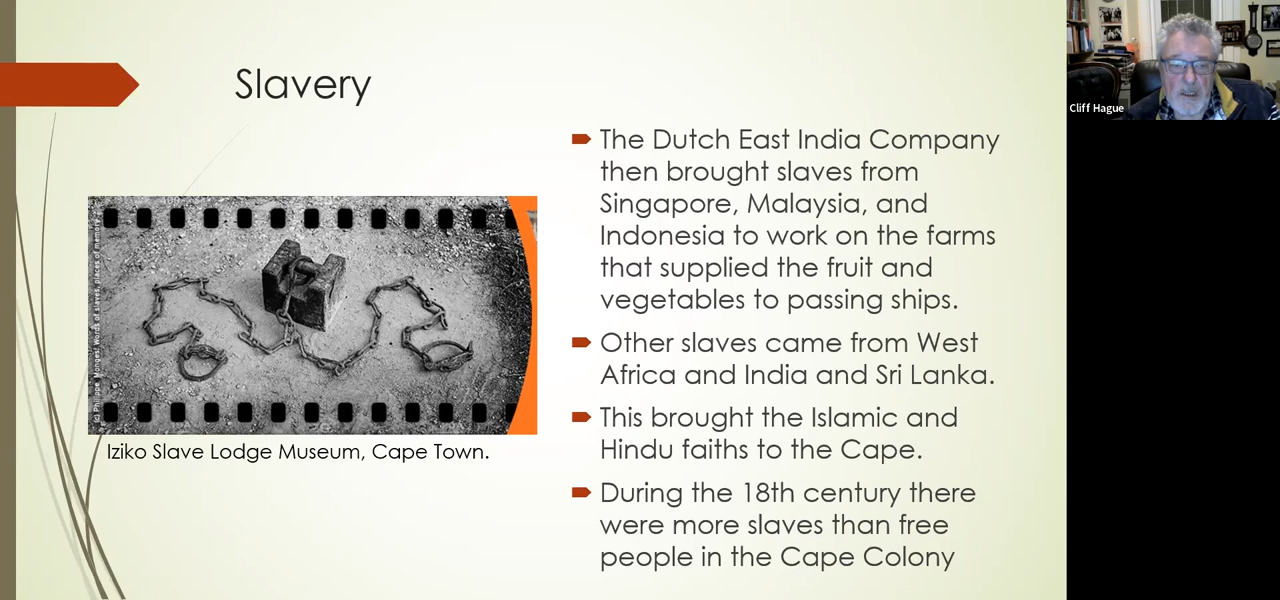 Slavery
The Dutch East India Company
then brought slaves from
Singapore, Malaysia, and
Indonesia to work on the farms
that supplied the fruit and
vegetables to passing ships.
Other slaves came from West
Africa and India and Sri Lanka.
This brought the Islamic and
Hindu faiths to the Cape.
During the 18th century there
were more slaves than free
people in the Cape Colony
Iziko Slave Lodge Museum, Cape Town.
Cliff Hague